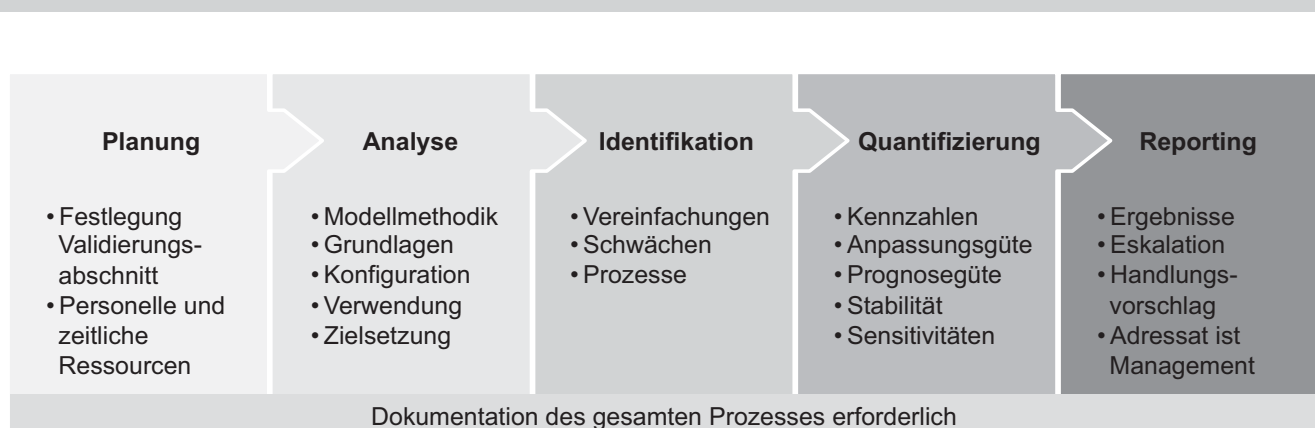 Planung
• Festlegung
Validierungs-
abschnitt
• Personelle und
zeitliche
Ressourcen
Analyse
• Modellmethodik
• Grundlagen
• Konfiguration
• Verwendung
• Zielsetzung
Identifikation
• Vereinfachungen
• Schwächen
• Prozesse
Quantifizierung
• Kennzahlen
• Anpassungsgüte
• Prognosegüte
• Stabilität
• Sensitivitäten
Reporting
• Ergebnisse
• Eskalation
• Handlungs-
vorschlag
• Adressat ist
Management
Dokumentation des gesamten Prozesses erforderlich